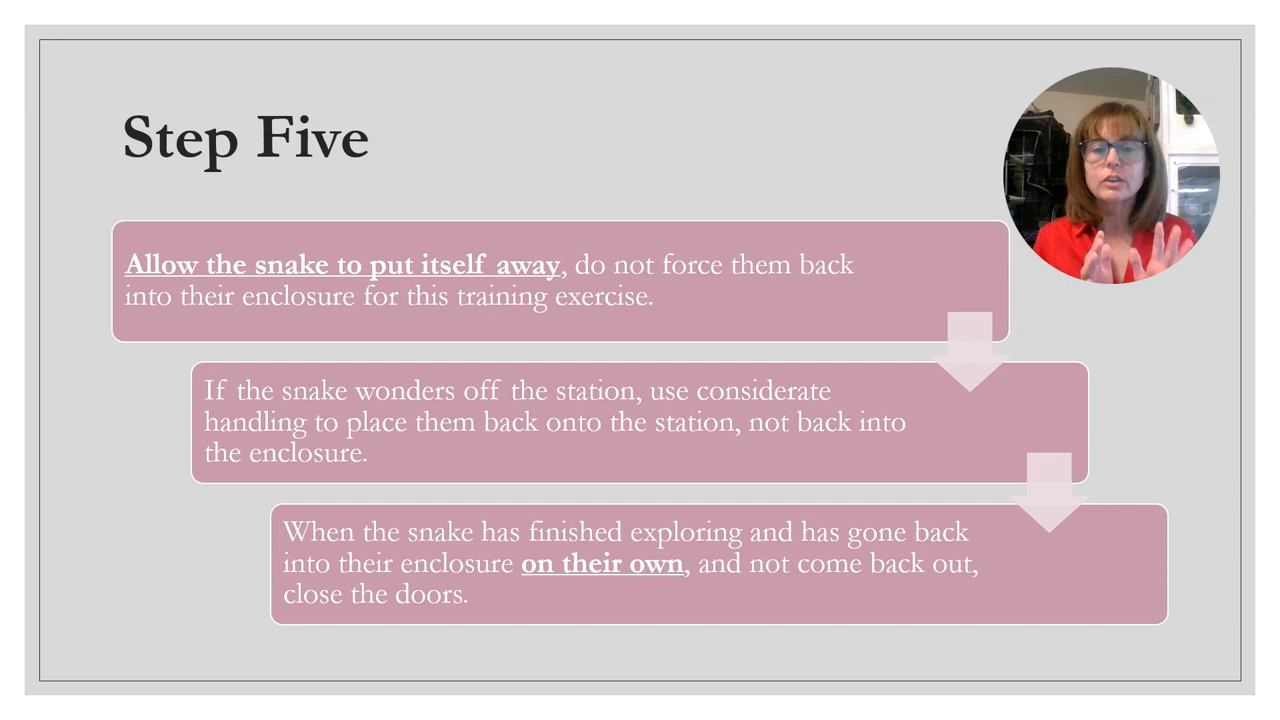 Step Five
Allow the snake to put itself away, do not force them back
into their enclosure for this training exercise.
If the snake wonders off the station, use considerate
handling to place them back onto the station, not back into
the enclosure.
When the snake has finished exploring and has gone back
into their enclosure on their own, and not come back out,
close the doors.